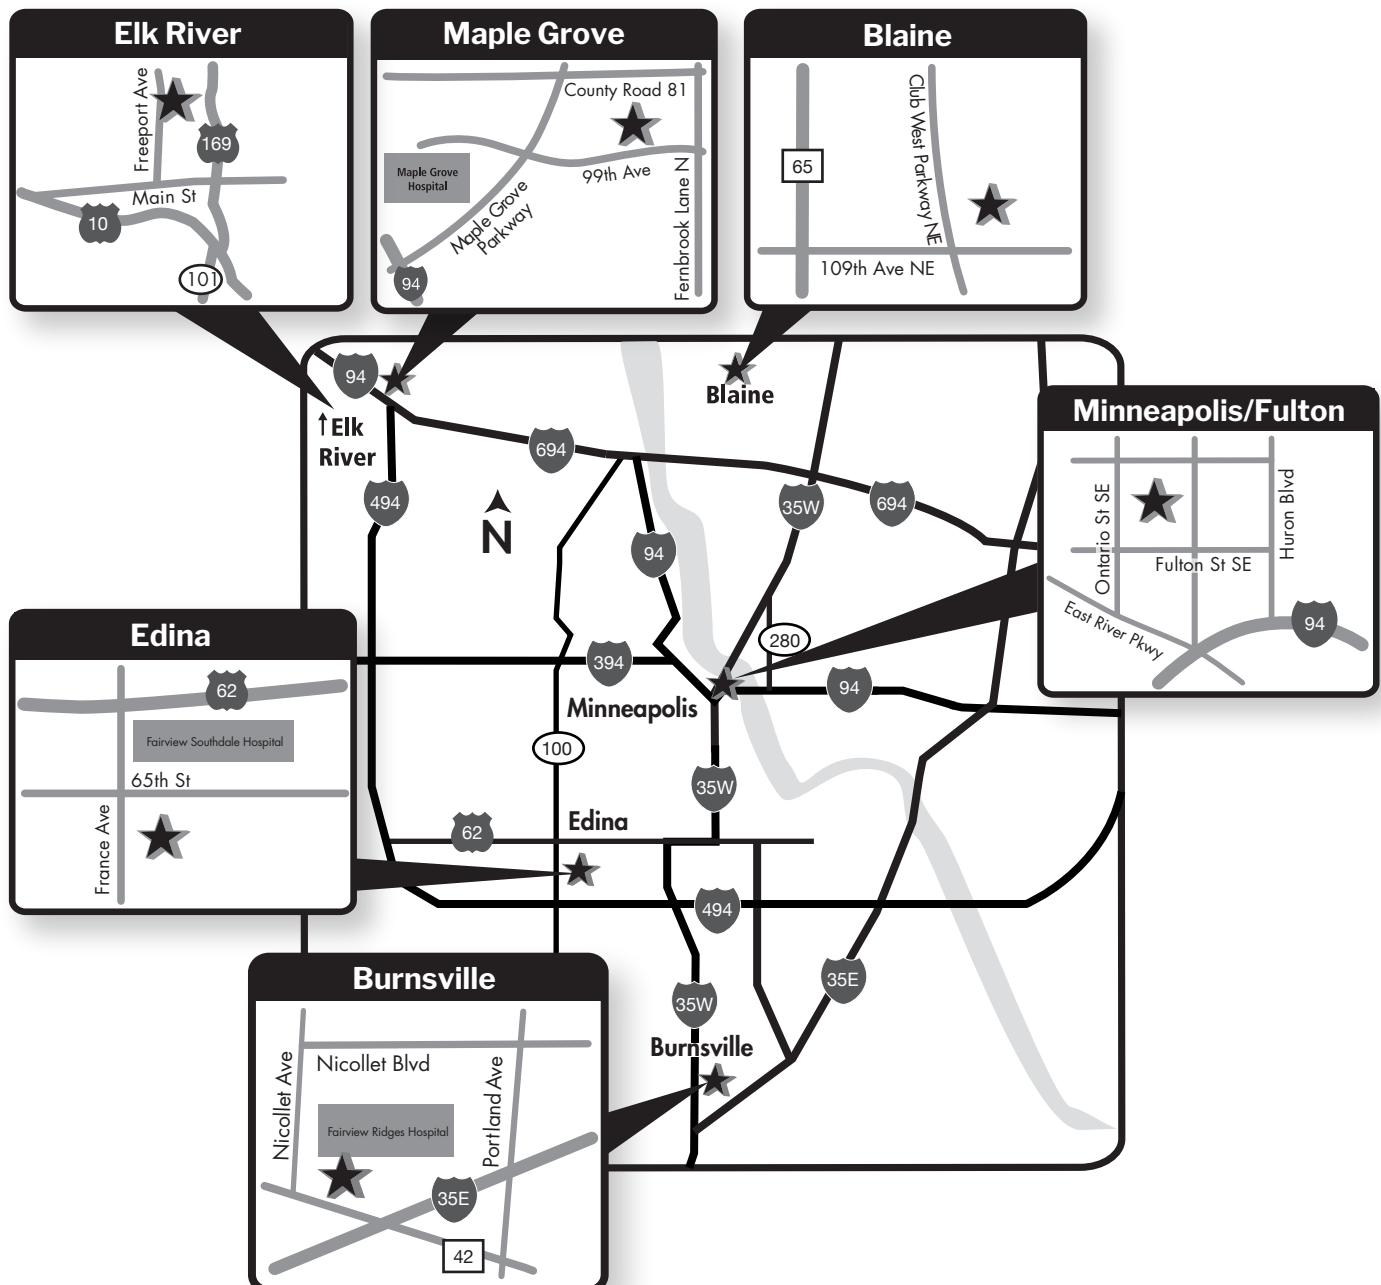 Elk River
Freeport Ave
169
Main St
10
101
Maple Grove
County Road 81
Maple Grove
Hospital
99th Ave
Maple Grove
Parkway
Fernbrook Lane N
94
Blaine
65
Club West Parkway NE
109th Ave NE
94
Blaine
↑Elk
River
694
494
35W
694
N
94
Minneapolis/Fulton
Ontario St SE
Huron Blvd
Fulton St SE
East River Pkwy
94
280
394
94
Minneapolis
100
35W
Edina
62
Fairview Southdale Hospital
65th St
France Ave
Edina
62
494
35E
35W
Burnsville
Burnsville
Nicollet Ave
Nicollet Blvd
Portland Ave
Fairview Ridges Hospital
35E
42